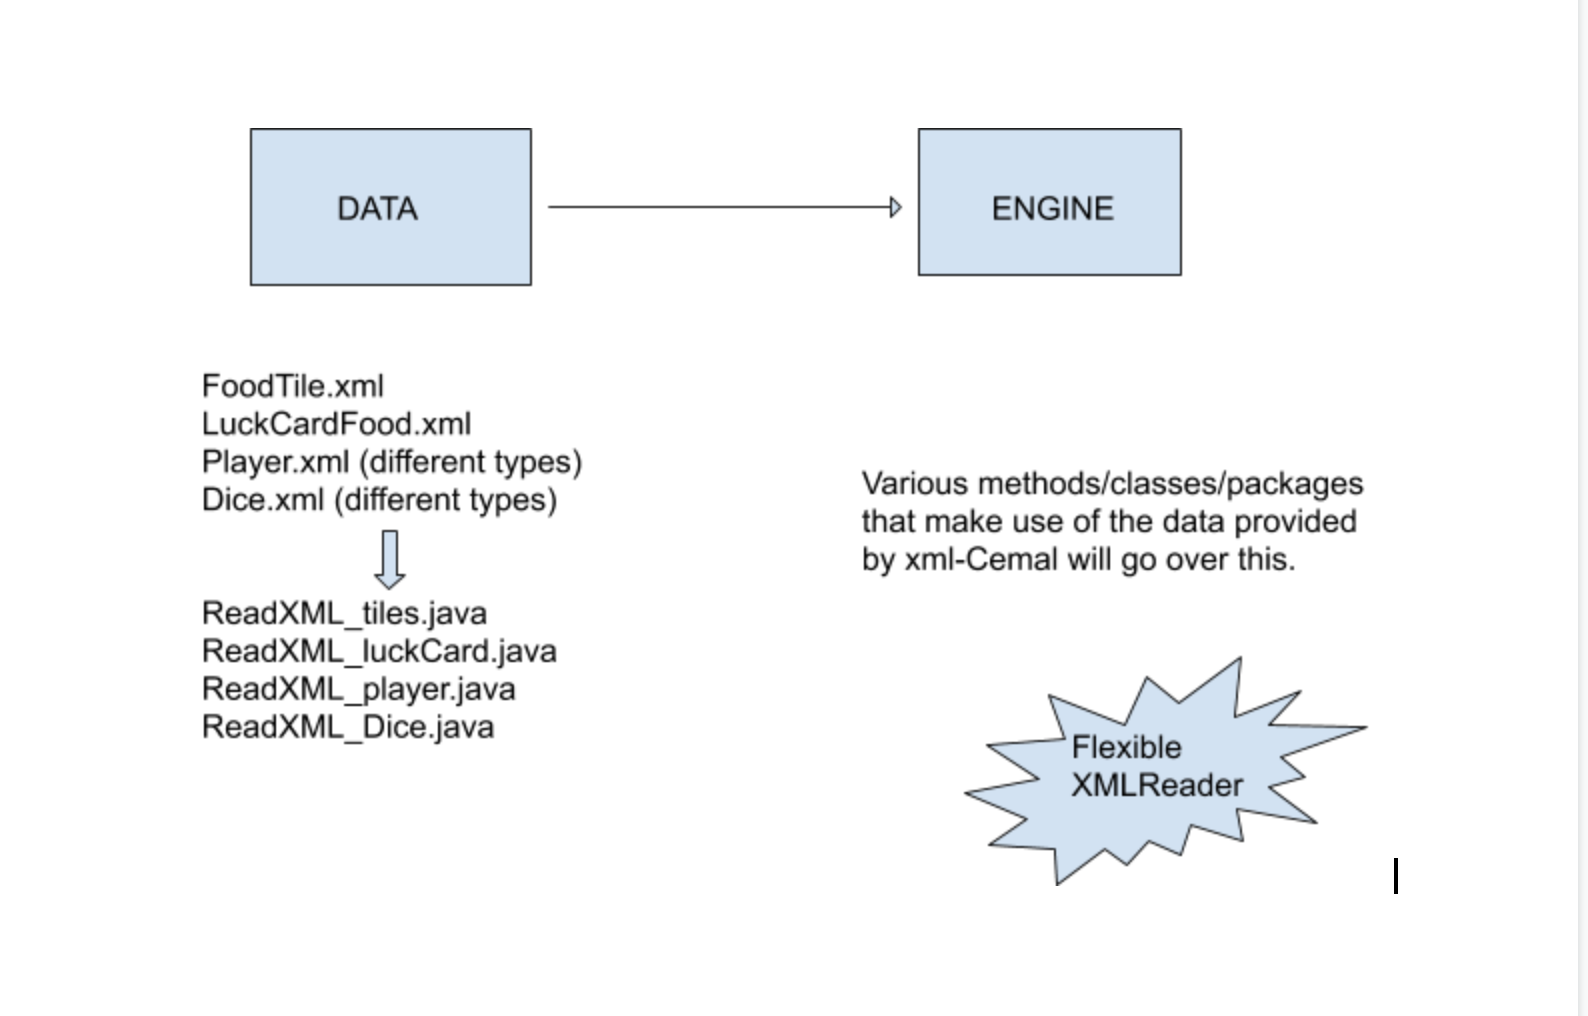 DATA
ENGINE
FoodTile.xml
LuckCardFood.xml
Player.xml (different types)
Dice.xml (different types)
ReadXML_tiles.java
ReadXML_luckCard.java
ReadXML_player.java
ReadXML_Dice.java
Various methods/classes/packages
that make use of the data provided
by xml-Cemal will go over this.
Flexible
XMLReader